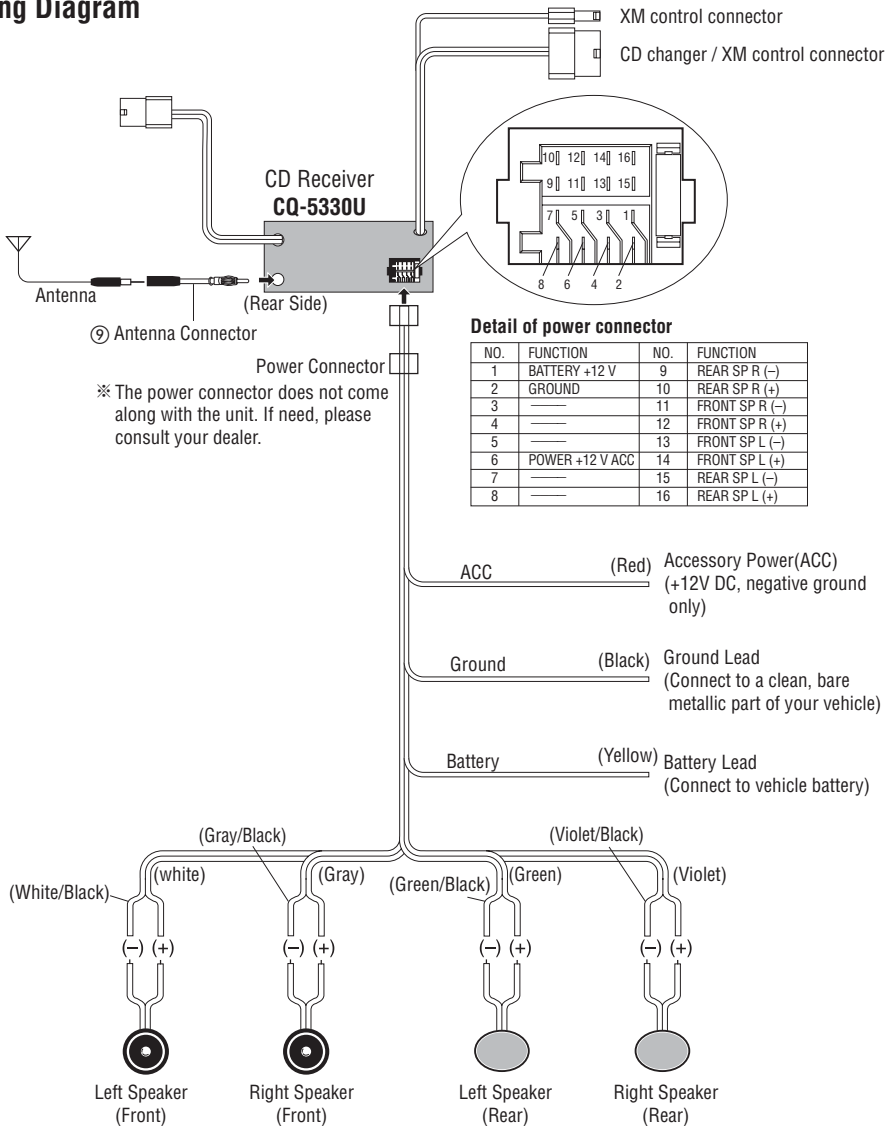 ng Diagram
XM control connector
CD changer / XM control connector
CD Receiver
CQ-5330U
10 12 14 16
9 11 13 15
7 5 3 1
8 6 4 2
Antenna
(Rear Side)
⑨ Antenna Connector
Power Connector
※ The power connector does not come
along with the unit. If need, please
consult your dealer.
Detail of power connector
NO. FUNCTION NO. FUNCTION
1 BATTERY +12 V 9 REAR SP R (–)
2 GROUND 10 REAR SP R (+)
3 —— 11 FRONT SP R (–)
4 —— 12 FRONT SP R (+)
5 —— 13 FRONT SP L (–)
6 POWER +12 V ACC 14 FRONT SP L (+)
7 —— 15 REAR SP L (–)
8 —— 16 REAR SP L (+)
ACC (Red) Accessory Power(ACC)
(+12V DC, negative ground
only)
Ground (Black) Ground Lead
(Connect to a clean, bare
metallic part of your vehicle)
Battery (Yellow) Battery Lead
(Connect to vehicle battery)
(Gray/Black) (Violet/Black)
(White/Black) (white) (Gray) (Green/Black) (Green) (Violet)
(–) (+) (–) (+) (–) (+) (–) (+)
Left Speaker Right Speaker Left Speaker Right Speaker
(Front) (Front) (Rear) (Rear)